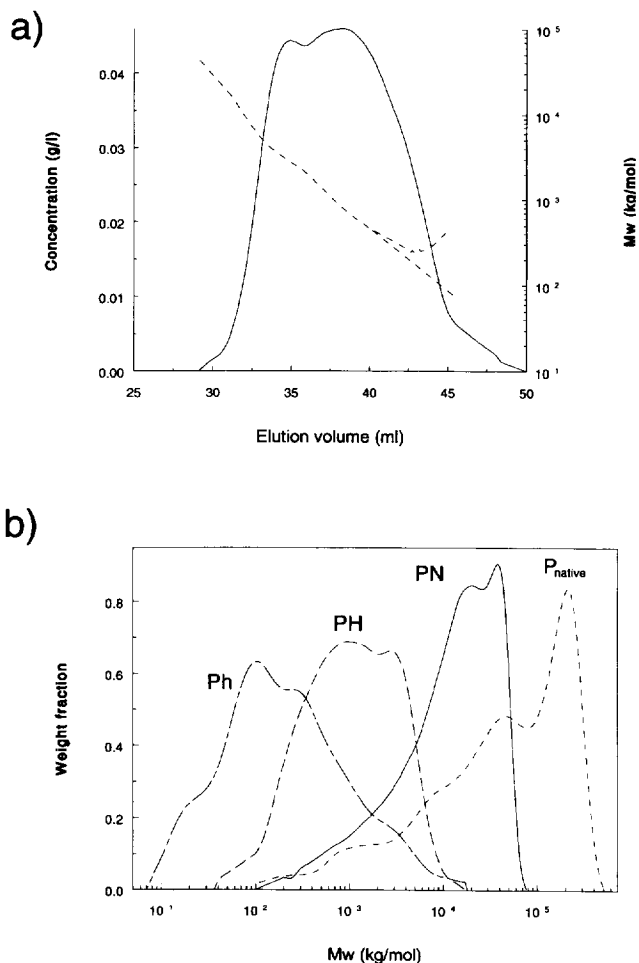 a)
Concentration (g/l)
0.04
0.03
0.02
0.01
0.00
10 5
10 4
10 3
10 2
10 1
Mw (kg/mol)
25 30 35 40 45 50
Elution volume (ml)
b)
Weight fraction
0.8
0.6
0.4
0.2
0.0
Ph
PH
PN
Pnative
10 1 10 2 10 3 10 4 10 5
Mw (kg/mol)